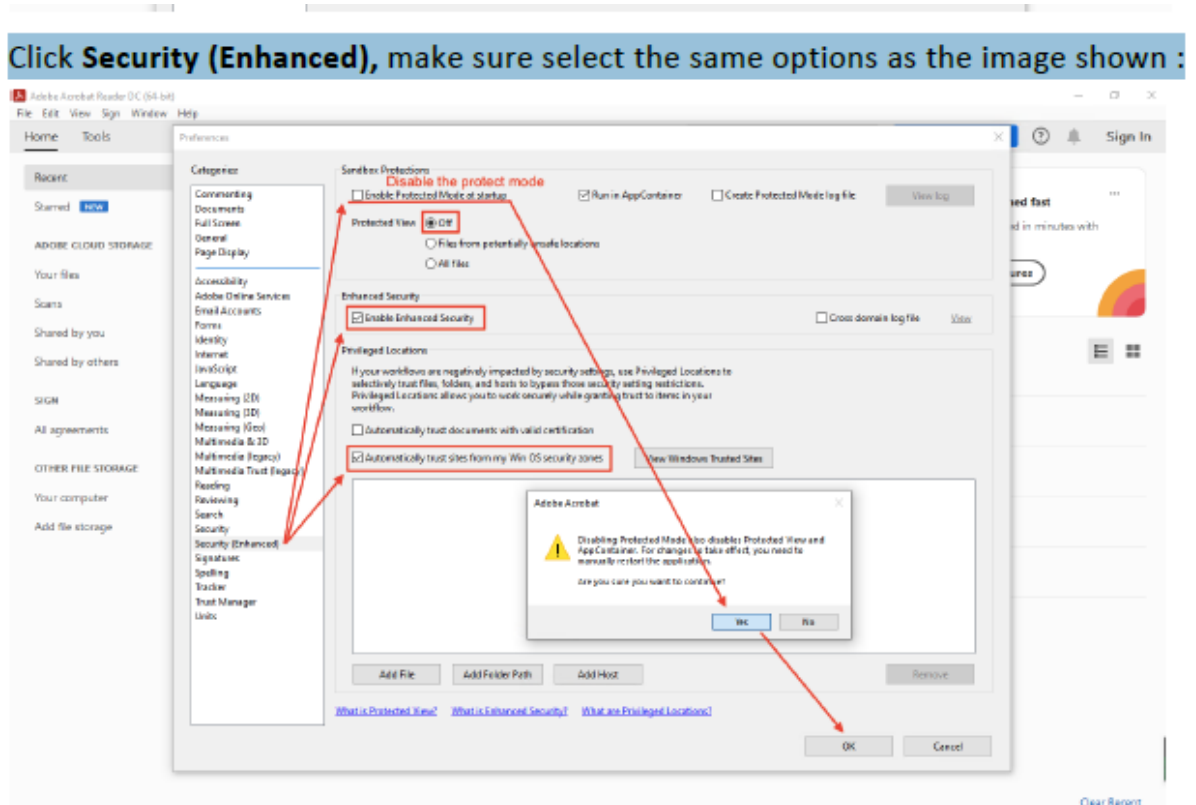 Click Security (Enhanced), make sure select the same options as the image shown :
Adobe Acrobat Reader DC (64-bit)
File Edit View Sign Window Help
Home Tools
Sign In
Preferences
Recent
Starred NEW
ADOBE CLOUD STORAGE
Your files
Scans
Shared by you
Shared by others
SIGN
All agreements
OTHER FILE STORAGE
Your computer
Add file storage
Categories:
Commenting
Documents
Full Screen
General
Page Display
Accessibility
Adobe Online Services
Email Accounts
Forms
Identity
Internet
JavaScript
Language
Measuring (2D)
Measuring (3D)
Measuring (Geo)
Multimedia & 3D
Multimedia (legacy)
Multimedia Trust (legacy)
Reading
Reviewing
Search
Security
Security (Enhanced)
Signatures
Spelling
Tracker
Trust Manager
Units
Sandbox Protections
Disable the protect mode
Enable Protected Mode at startup Run in AppContainer Create Protected Mode log file View log
Protected View Off
Files from potentially unsafe locations
All files
Enhanced Security
Enable Enhanced Security Cross domain log file View
Privileged Locations
If your workflows are negatively impacted by security settings, use Privileged Locations to
selectively trust files, folders, and hosts to bypass those security setting restrictions.
Privileged Locations allows you to work securely while granting trust to items in your
workflow.
Automatically trust documents with valid certification
Automatically trust sites from my Win OS security zones View Windows Trusted Sites
Adobe Acrobat
Disabling Protected Mode also disables Protected View and
AppContainer. For changes to take effect, you need to
manually restart the application.
Are you sure you want to continue?
Yes No
Add File Add Folder Path Add Host Remove
What is Protected View? What is Enhanced Security? What are Privileged Locations?
OK Cancel
ed fast
d in minutes with
ures
Clear Recent